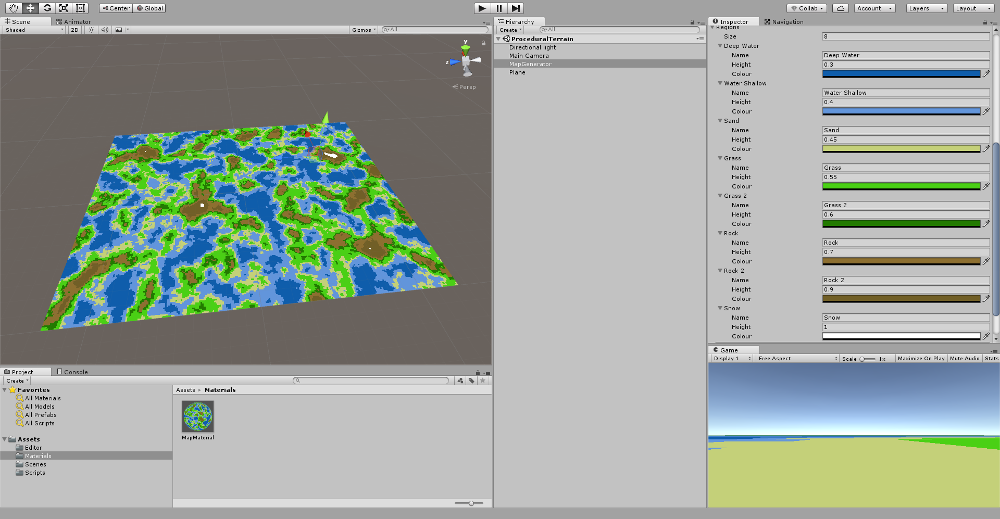 Center Global Collab Account Layers Layout
Scene Animator
Shaded 2D Gizmos All
y
z
Persp
Hierarchy
Create All
ProceduralTerrain
Directional light
Main Camera
MapGenerator
Plane
Inspector Navigation
Regions
Size 8
Deep Water
Name Deep Water
Height 0.3
Colour
Water Shallow
Name Water Shallow
Height 0.4
Colour
Sand
Name Sand
Height 0.45
Colour
Grass
Name Grass
Height 0.55
Colour
Grass 2
Name Grass 2
Height 0.6
Colour
Rock
Name Rock
Height 0.7
Colour
Rock 2
Name Rock 2
Height 0.9
Colour
Snow
Name Snow
Height 1
Colour
Game
Display 1 Free Aspect Scale 1x Maximize On Play Mute Audio Stats
Project Console
Create
Favorites
All Materials
All Models
All Prefabs
All Scripts
Assets
Editor
Materials
Scenes
Scripts
Assets Materials
MapMaterial